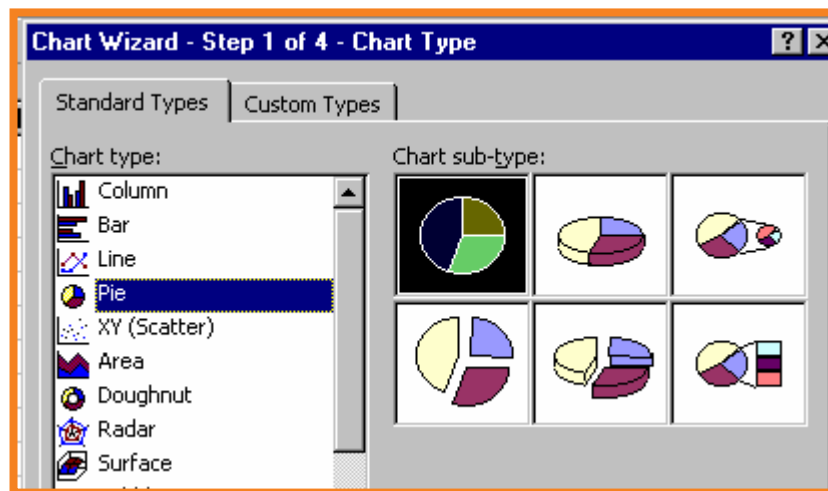 Chart Wizard - Step 1 of 4 - Chart Type
Standard Types
Custom Types
Chart type:
Chart sub-type:
Column
Bar
Line
Pie
XY (Scatter)
Area
Doughnut
Radar
Surface